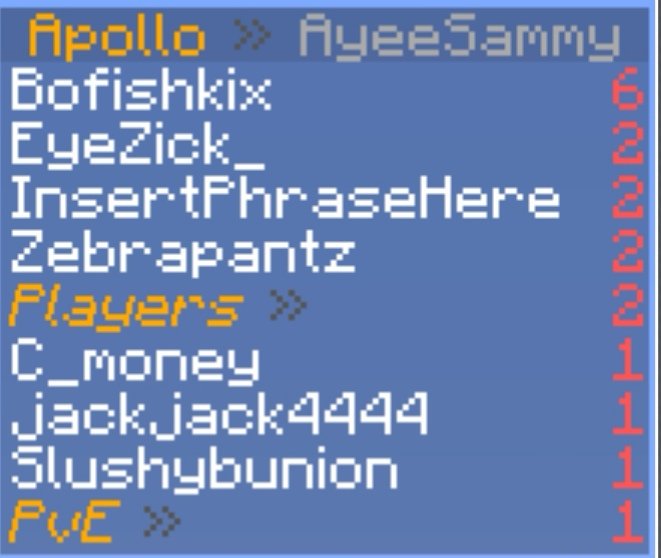 Apollo » AyeeSammy
Bofishkix 6
EyeZick_ 2
InsertPhraseHere 2
Zebrapantz 2
Players » 2
C_money 1
jackjack4444 1
Slushybunion 1
PvE » 1